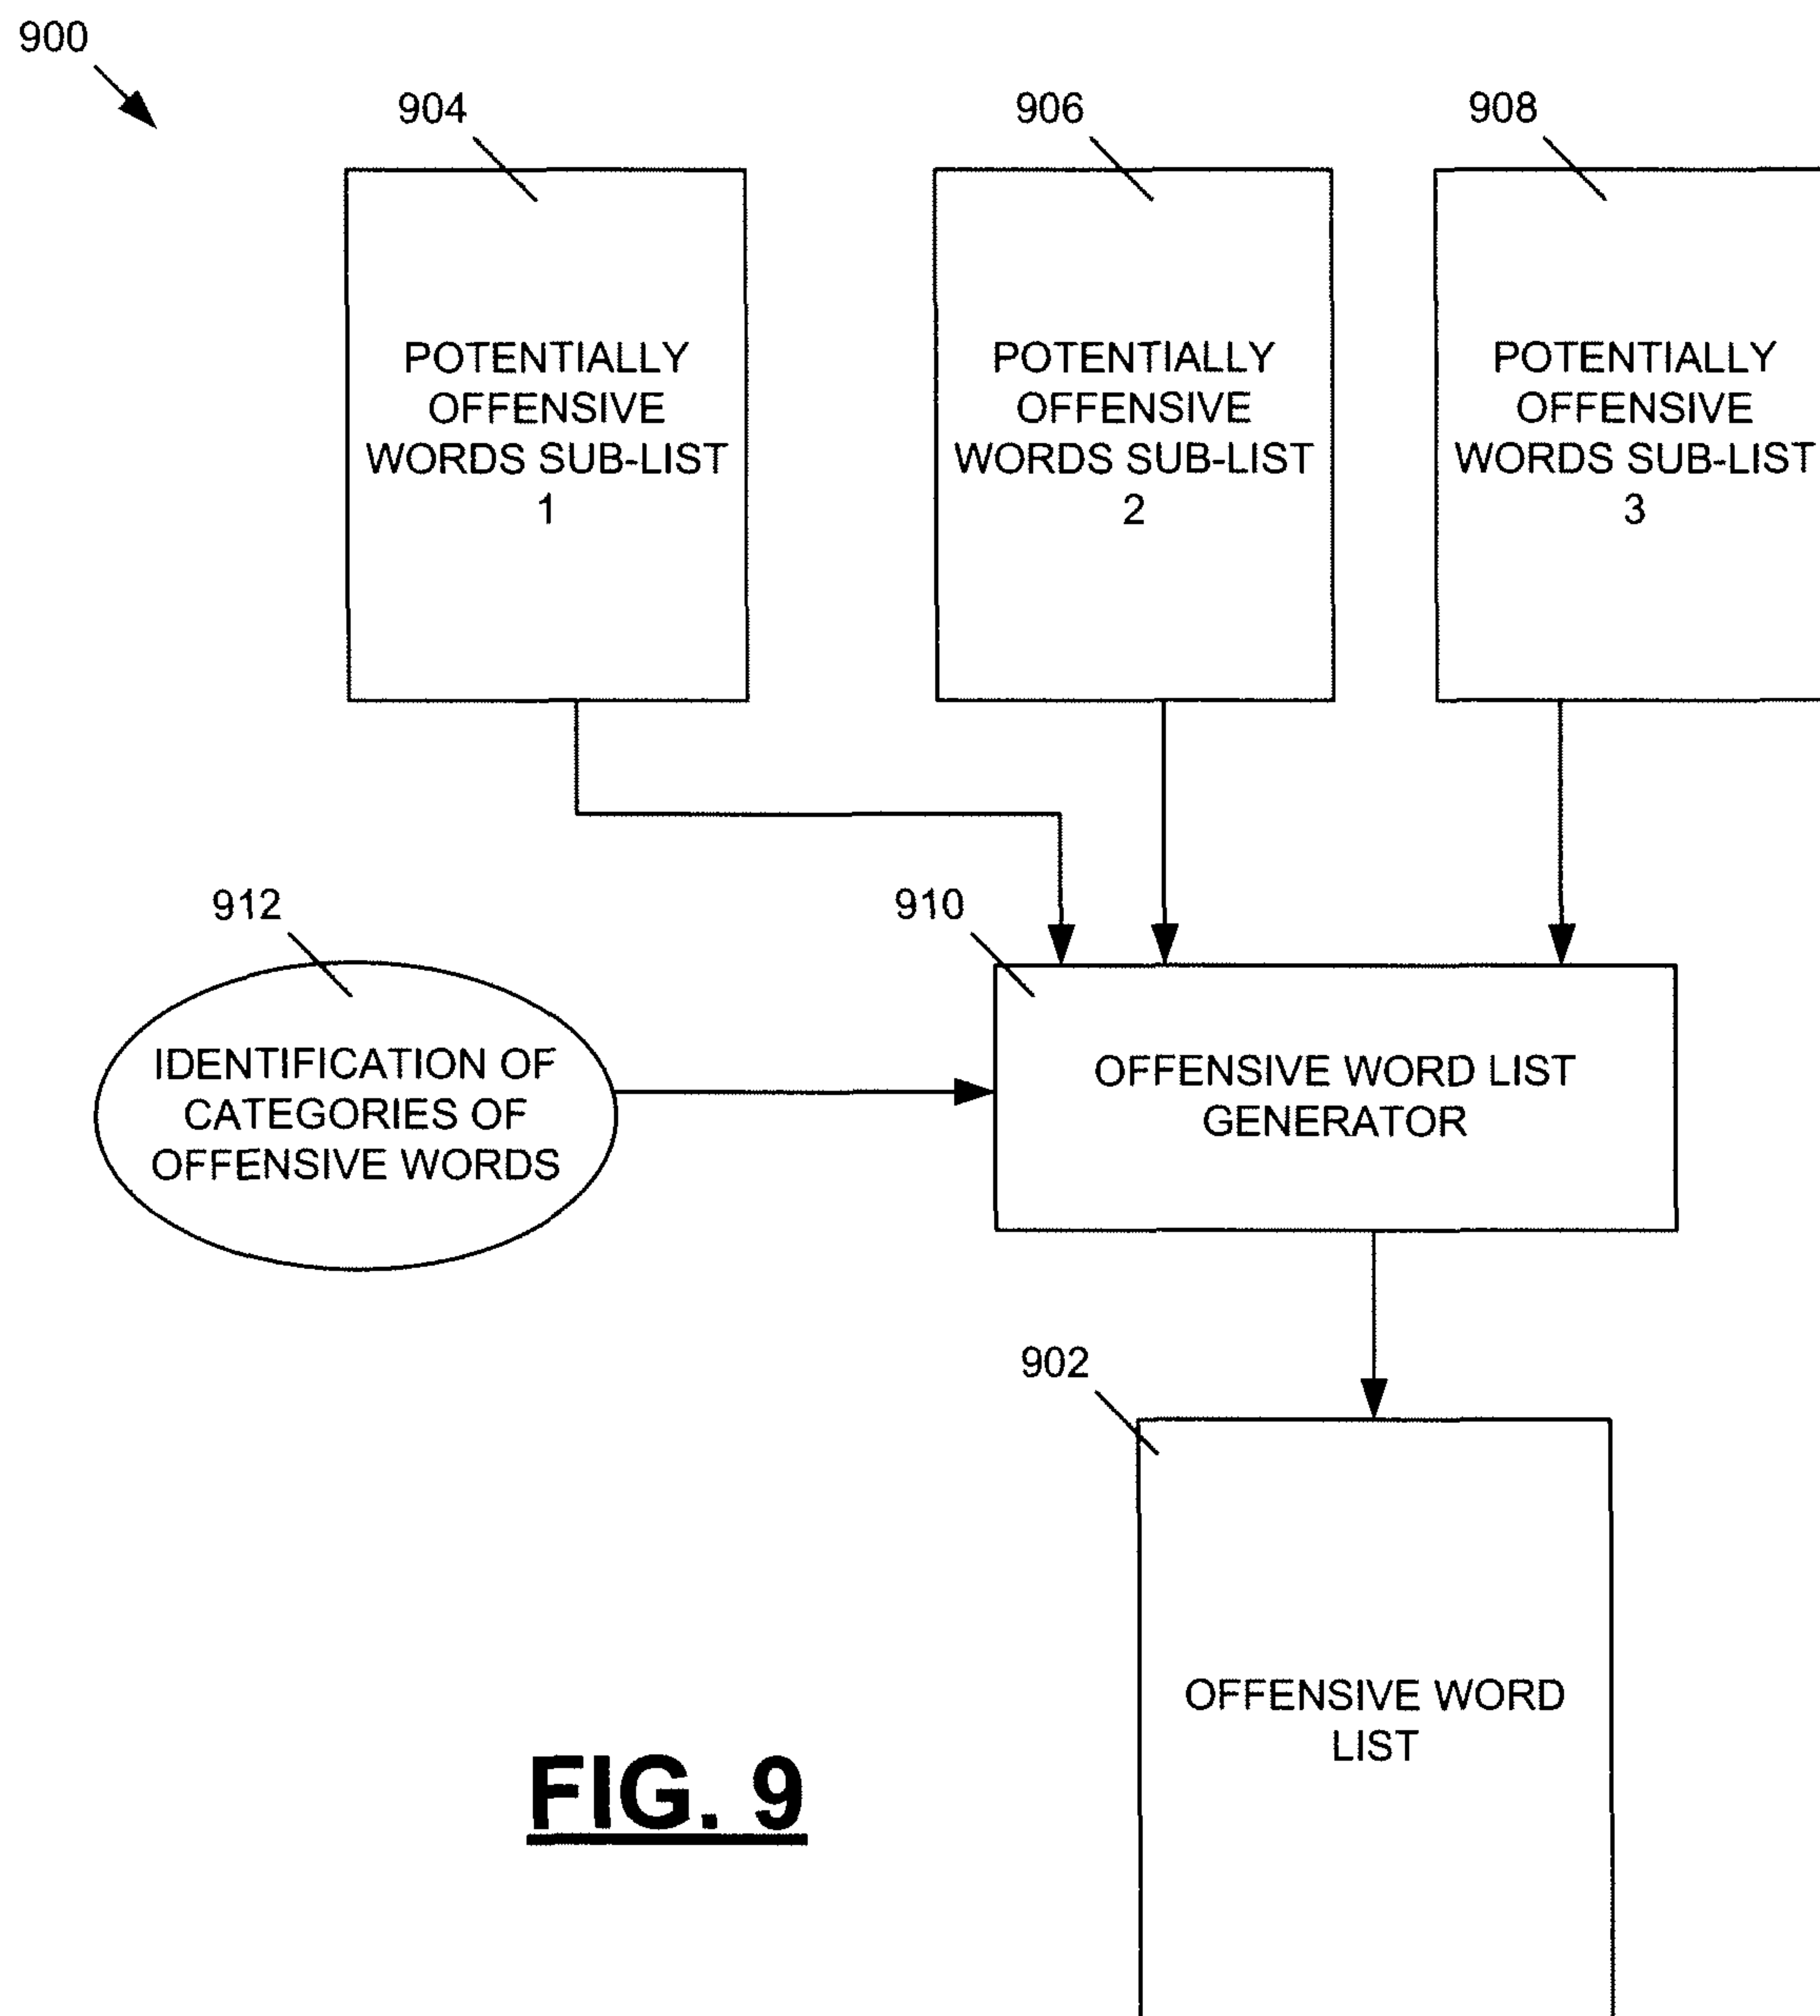 900
904
906
908
POTENTIALLY
OFFENSIVE
WORDS SUB-LIST
1
POTENTIALLY
OFFENSIVE
WORDS SUB-LIST
2
POTENTIALLY
OFFENSIVE
WORDS SUB-LIST
3
912
910
IDENTIFICATION OF
CATEGORIES OF
OFFENSIVE WORDS
OFFENSIVE WORD LIST
GENERATOR
902
OFFENSIVE WORD
LIST
FIG. 9